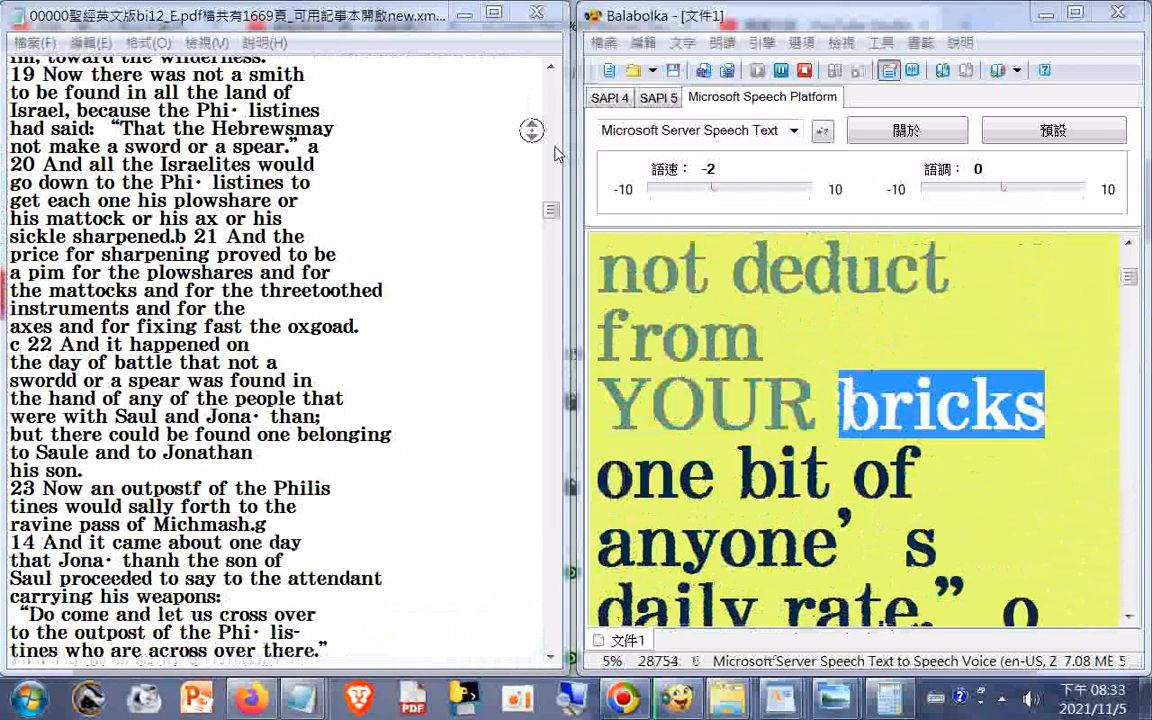 00000聖經英文版bi12_E.pdf檔共有1669頁_可用記事本開啟new.xm...
檔案(F) 編輯(E) 格式(O) 檢視(V) 說明(H)
rim, toward the wilderness.
19 Now there was not a smith
to be found in all the land of
Israel, because the Phi· listines
had said: “That the Hebrewsmay
not make a sword or a spear.” a
20 And all the Israelites would
go down to the Phi· listines to
get each one his plowshare or
his mattock or his ax or his
sickle sharpened.b 21 And the
price for sharpening proved to be
a pim for the plowshares and for
the mattocks and for the threetoothed
instruments and for the
axes and for fixing fast the oxgoad.
c 22 And it happened on
the day of battle that not a
swordd or a spear was found in
the hand of any of the people that
were with Saul and Jona· than;
but there could be found one belonging
to Saule and to Jonathan
his son.
23 Now an outpostf of the Philis
tines would sally forth to the
ravine pass of Michmash.g
14 And it came about one day
that Jona· thanh the son of
Saul proceeded to say to the attendant
carrying his weapons:
“Do come and let us cross over
to the outpost of the Phi· lis-
tines who are across over there.”
Balabolka - [文件1]
檔案 編輯 文字 朗讀 引擎 選項 檢視 工具 書籤 說明
SAPI 4 SAPI 5 Microsoft Speech Platform
Microsoft Server Speech Text 關於 預設
語速： -2 語調： 0
-10 10 -10 10
not deduct
from
YOUR bricks
one bit of
anyone’ s
daily rate.” o
文件1
5% 28754 Microsoft Server Speech Text to Speech Voice (en-US, Z 7.08 MB 5
PDF
下午 08:33
2021/11/5